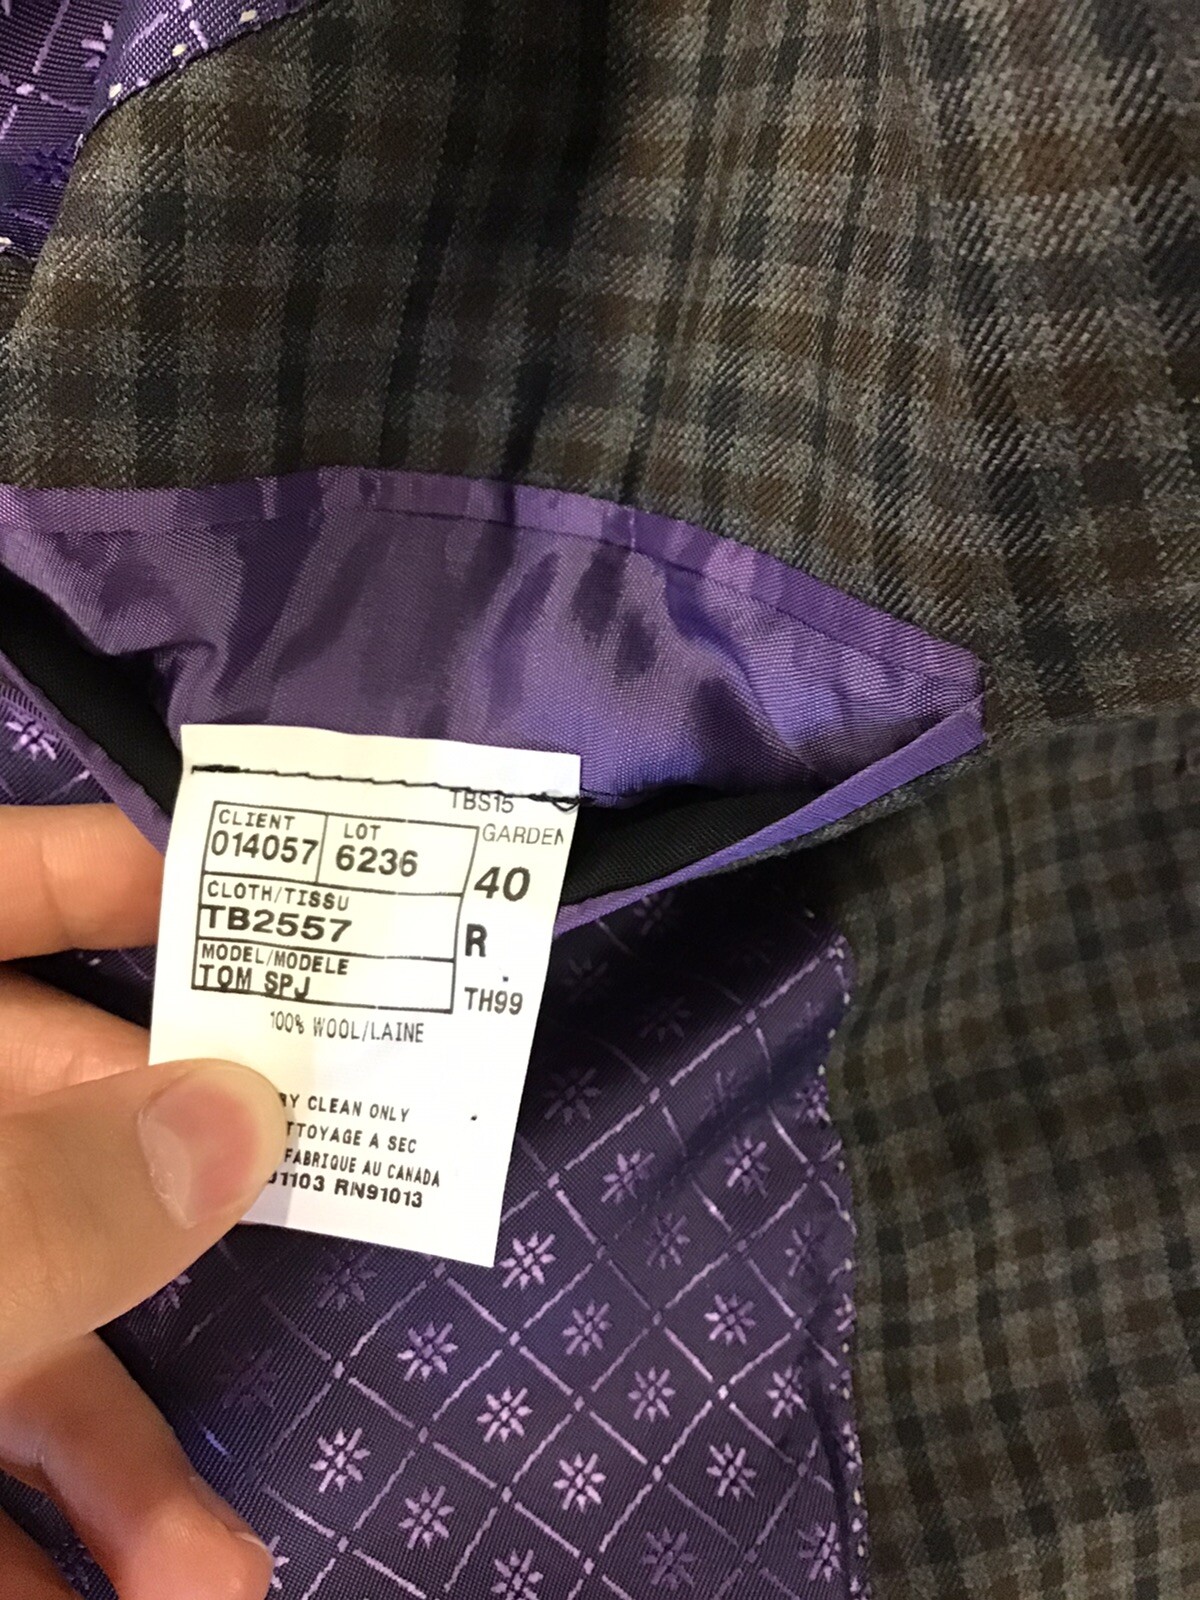 TBS15
CLIENT LOT GARDEN
014057 6236 40
CLOTH/TISSU
TB2557 R
MODEL/MODELE
TOM SPJ TH99
100% WOOL/LAINE
RY CLEAN ONLY
TTOYAGE A SEC
FABRIQUE AU CANADA
1103 RN91013